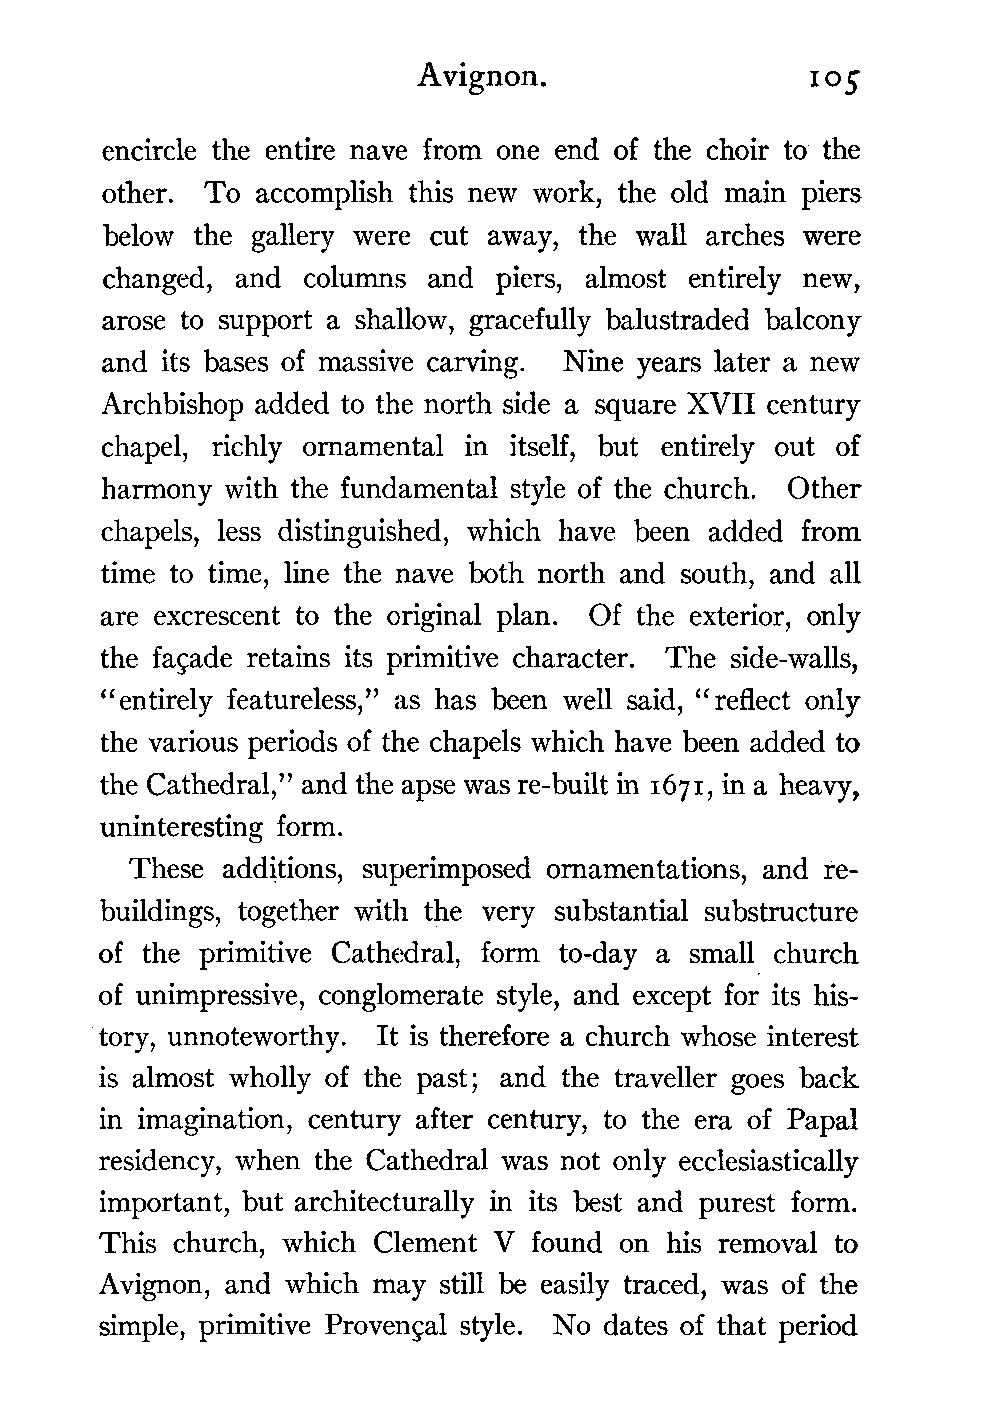 Avignon. 105
encircle the entire nave from one end of the choir to the
other. To accomplish this new work, the old main piers
below the gallery were cut away, the wall arches were
changed, and columns and piers, almost entirely new,
arose to support a shallow, gracefully balustraded balcony
and its bases of massive carving. Nine years later a new
Archbishop added to the north side a square XVII century
chapel, richly ornamental in itself, but entirely out of
harmony with the fundamental style of the church. Other
chapels, less distinguished, which have been added from
time to time, line the nave both north and south, and all
are excrescent to the original plan. Of the exterior, only
the façade retains its primitive character. The side-walls,
“entirely featureless,” as has been well said, “reflect only
the various periods of the chapels which have been added to
the Cathedral,” and the apse was re-built in 1671, in a heavy,
uninteresting form.
These additions, superimposed ornamentations, and re-
buildings, together with the very substantial substructure
of the primitive Cathedral, form to-day a small church
of unimpressive, conglomerate style, and except for its his-
tory, unnoteworthy. It is therefore a church whose interest
is almost wholly of the past; and the traveller goes back
in imagination, century after century, to the era of Papal
residency, when the Cathedral was not only ecclesiastically
important, but architecturally in its best and purest form.
This church, which Clement V found on his removal to
Avignon, and which may still be easily traced, was of the
simple, primitive Provençal style. No dates of that period